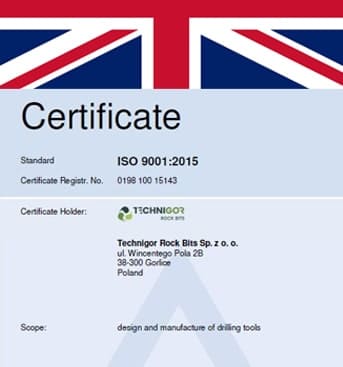 Certificate
Standard ISO 9001:2015
Certificate Registr. No. 0198 100 15143
Certificate Holder: TECHNIGOR
ROCK BITS
Technigor Rock Bits Sp. z o. o.
ul. Wincentego Pola 2B
38-300 Gorlice
Poland
Scope: design and manufacture of drilling tools